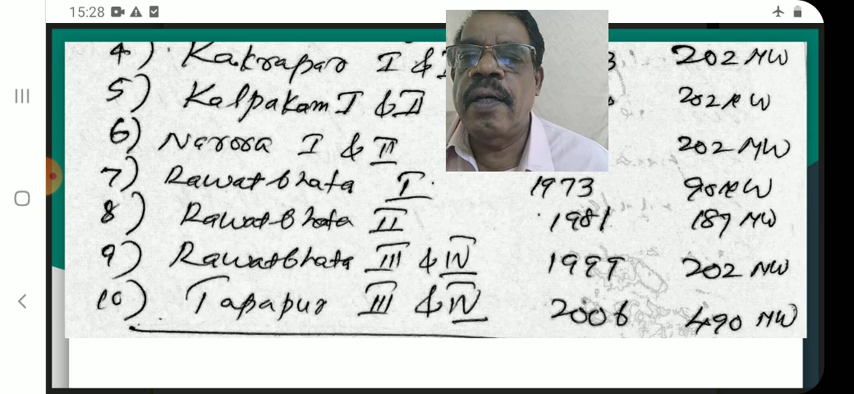 15:28
4) Kakrapar I & 3 202 MW
5) Kalpakam I & II 202 MW
6) Narora I & II 202 MW
7) Rawatbhata I 1973 90 MW
8) Rawatbhata II 1981 187 MW
9) Rawatbhata III & IV 1999 202 MW
10) Tarapur III & IV 2006 490 MW